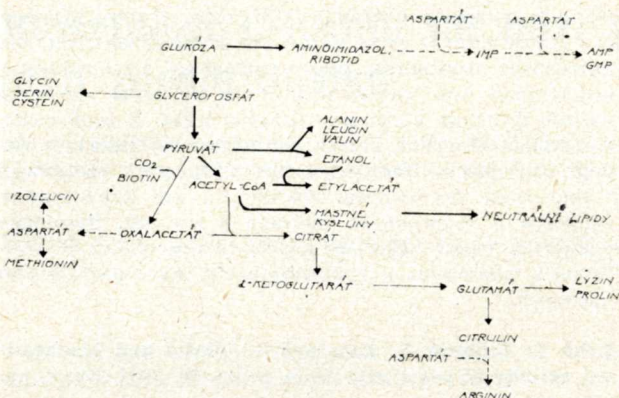 ASPARTÁT ASPARTÁT
GLUKÓZA AMINOIMIDAZOL. RIBOTID IMP AMP GMP
GLYCIN
SERIN
CYSTEIN
GLYCEROFOSFÁT
ALANIN
LEUCIN
VALIN
PYRUVÁT
ETANOL
CO₂
BIOTIN
ACETYL-CoA ETYLACETÁT
IZOLEUCIN
MASTNÉ
KYSELINY
NEUTRÁLNÍ LIPIDY
ASPARTÁT OXALACETÁT CITRÁT
METHIONIN
KETOGLUTARÁT GLUTAMÁT
LYZIN
PROLIN
CITRULIN
ASPARTÁT
ARGININ